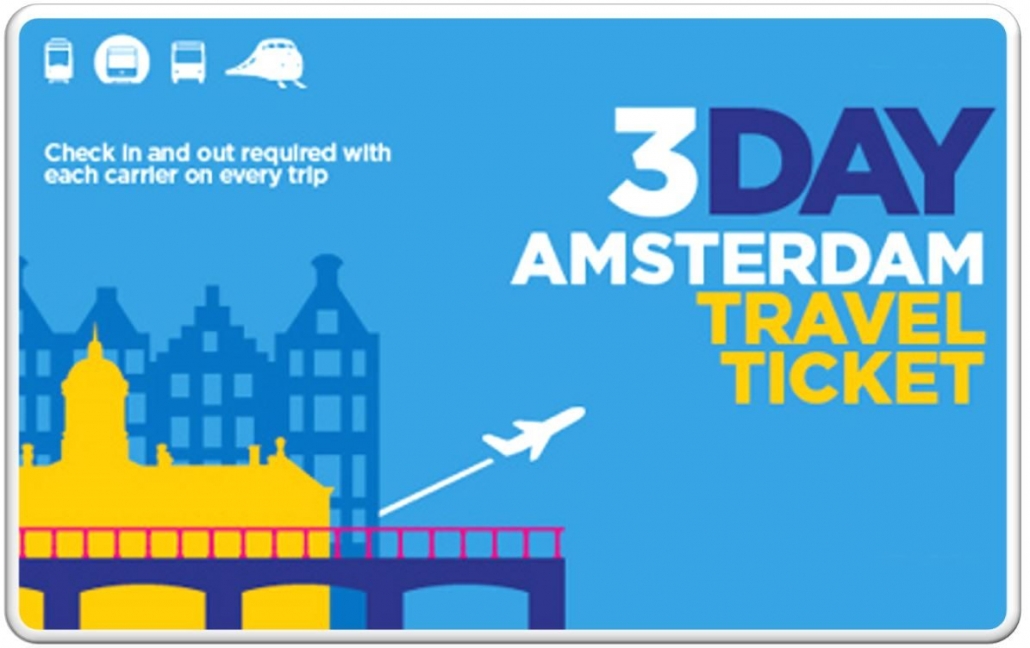 Check in and out required with
each carrier on every trip
3DAY
AMSTERDAM
TRAVEL
TICKET